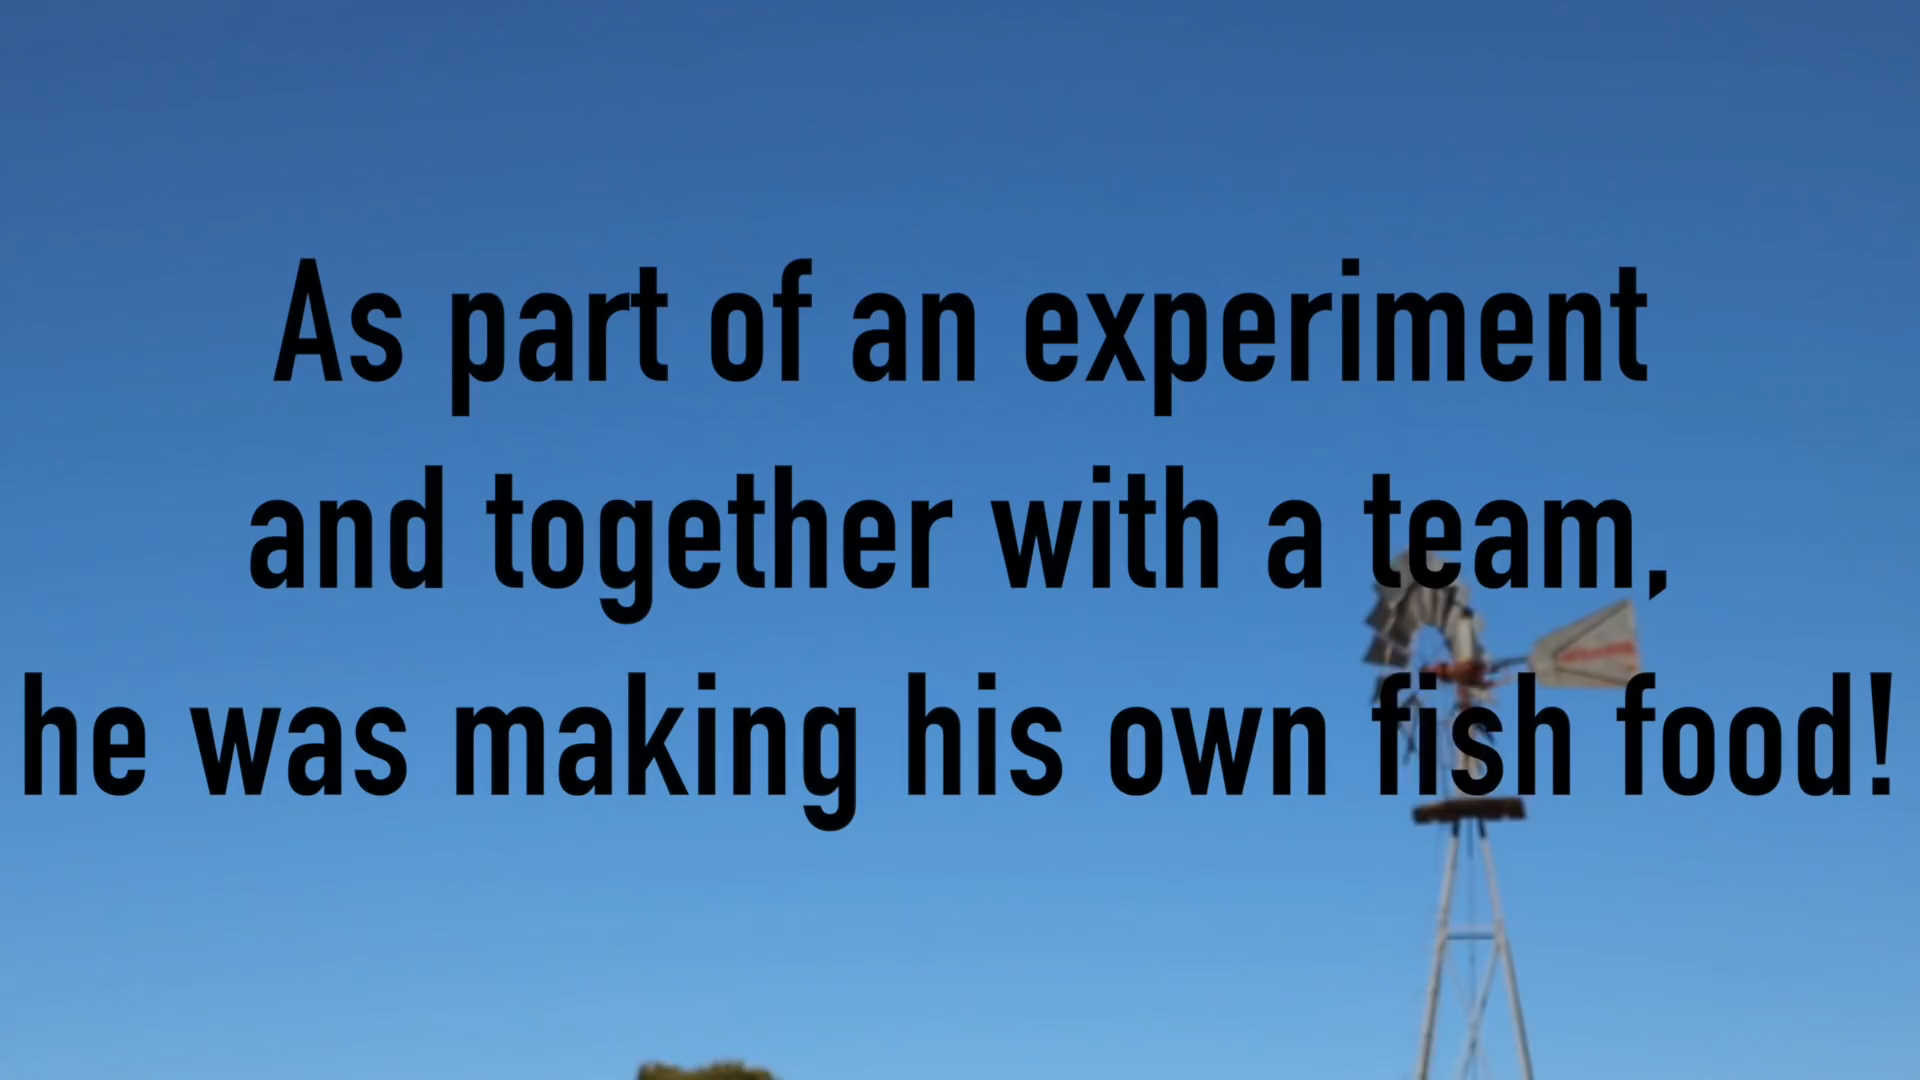 As part of an experiment
and together with a team,
he was making his own fish food!